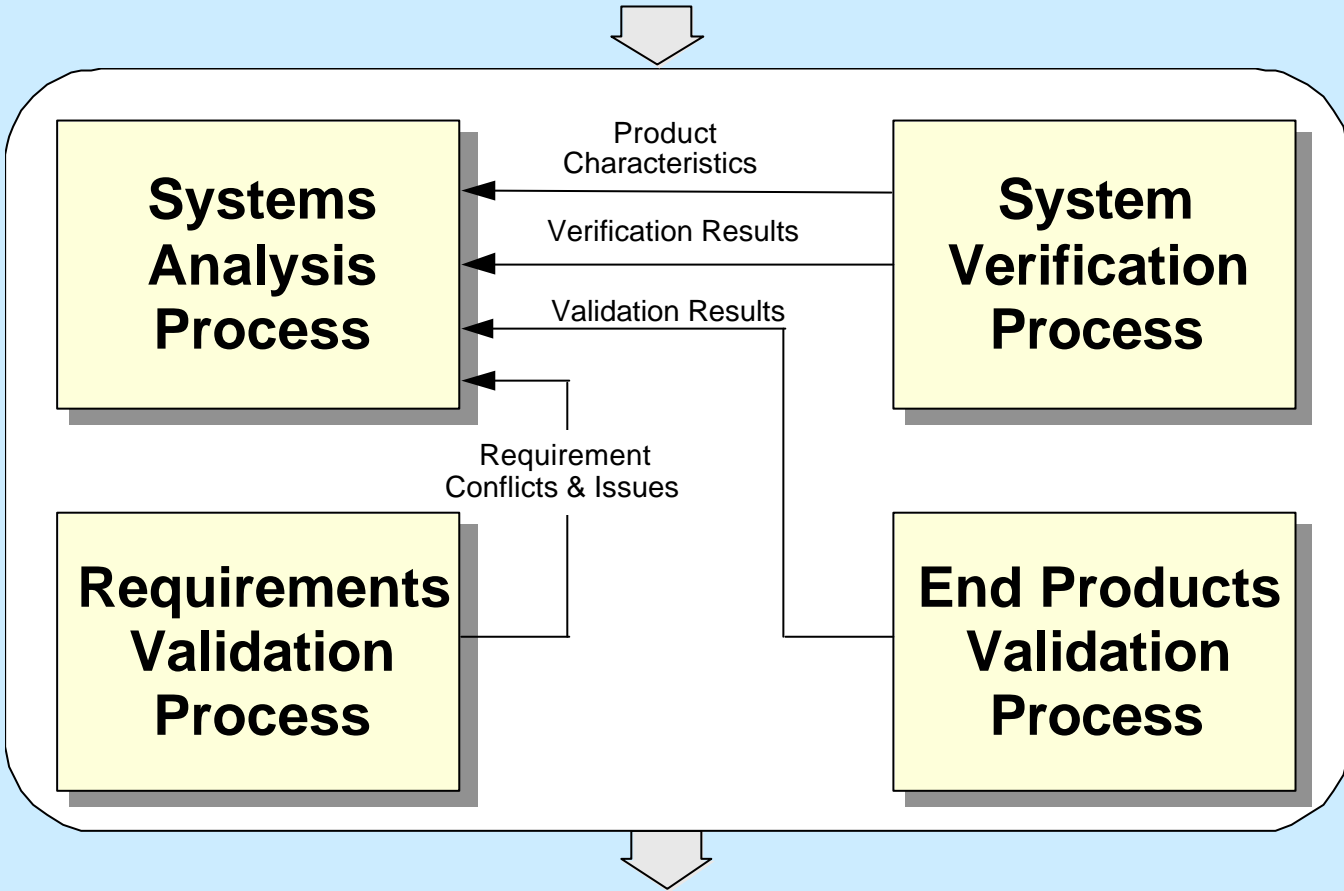 Systems
Analysis
Process
Product
Characteristics
Verification Results
Validation Results
Requirement
Conflicts & Issues
System
Verification
Process
Requirements
Validation
Process
End Products
Validation
Process